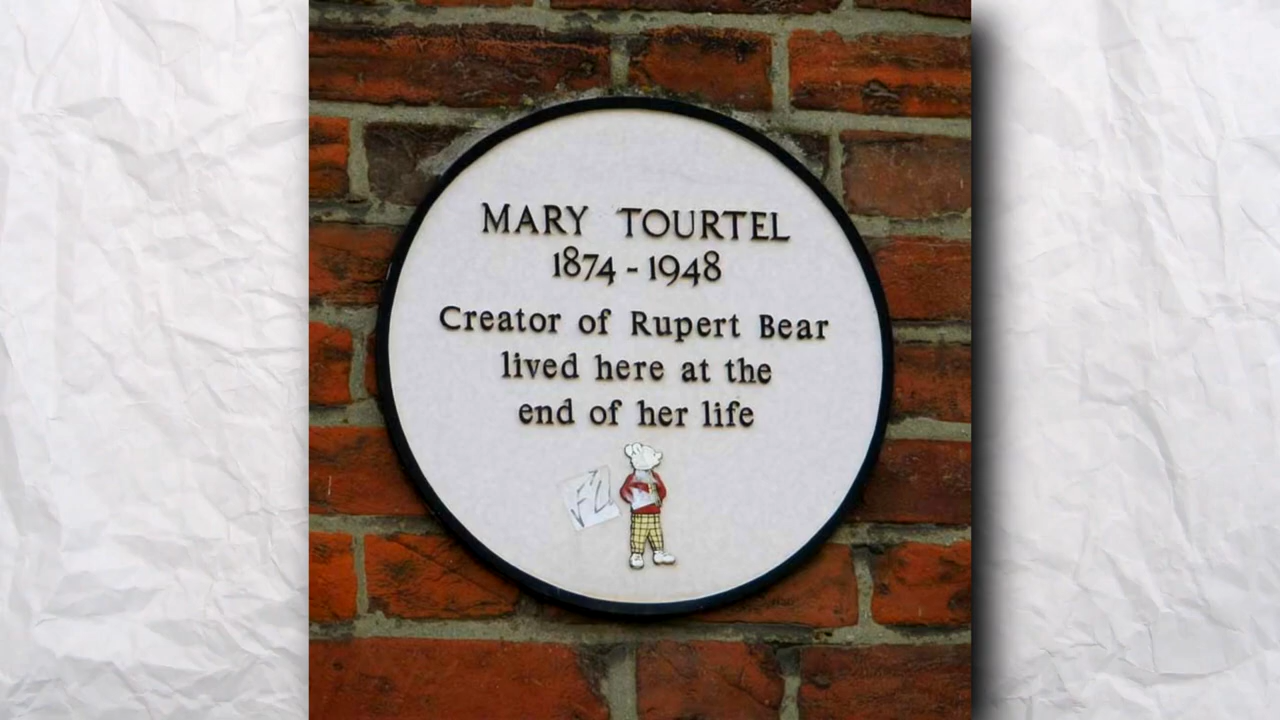 MARY TOURTEL
1874 - 1948
Creator of Rupert Bear
lived here at the
end of her life